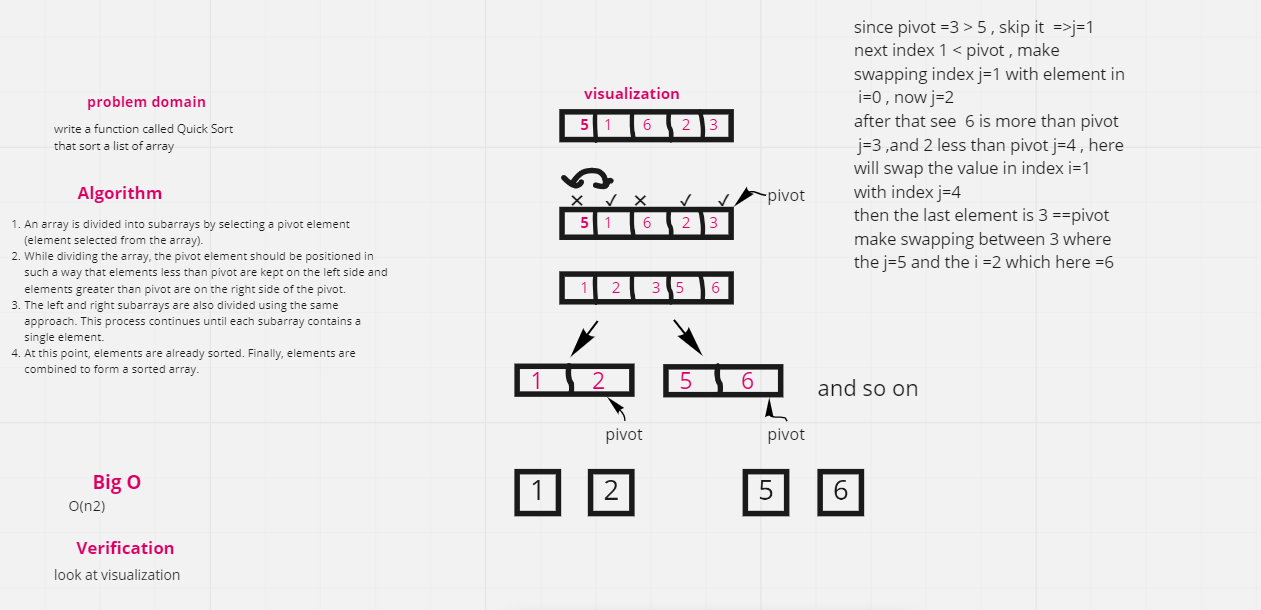 problem domain
write a function called Quick Sort
that sort a list of array
Algorithm
1. An array is divided into subarrays by selecting a pivot element
(element selected from the array).
2. While dividing the array, the pivot element should be positioned in
such a way that elements less than pivot are kept on the left side and
elements greater than pivot are on the right side of the pivot.
3. The left and right subarrays are also divided using the same
approach. This process continues until each subarray contains a
single element.
4. At this point, elements are already sorted. Finally, elements are
combined to form a sorted array.
Big O
O(n2)
Verification
look at visualization
visualization
5 1 6 2 3
✕ ✓ ✕ ✓ ✓
pivot
5 1 6 2 3
1 2 3 5 6
1 2 5 6
and so on
pivot pivot
1 2 5 6
since pivot =3 > 5 , skip it =>j=1
next index 1 < pivot , make
swapping index j=1 with element in
i=0 , now j=2
after that see 6 is more than pivot
j=3 ,and 2 less than pivot j=4 , here
will swap the value in index i=1
with index j=4
then the last element is 3 ==pivot
make swapping between 3 where
the j=5 and the i =2 which here =6